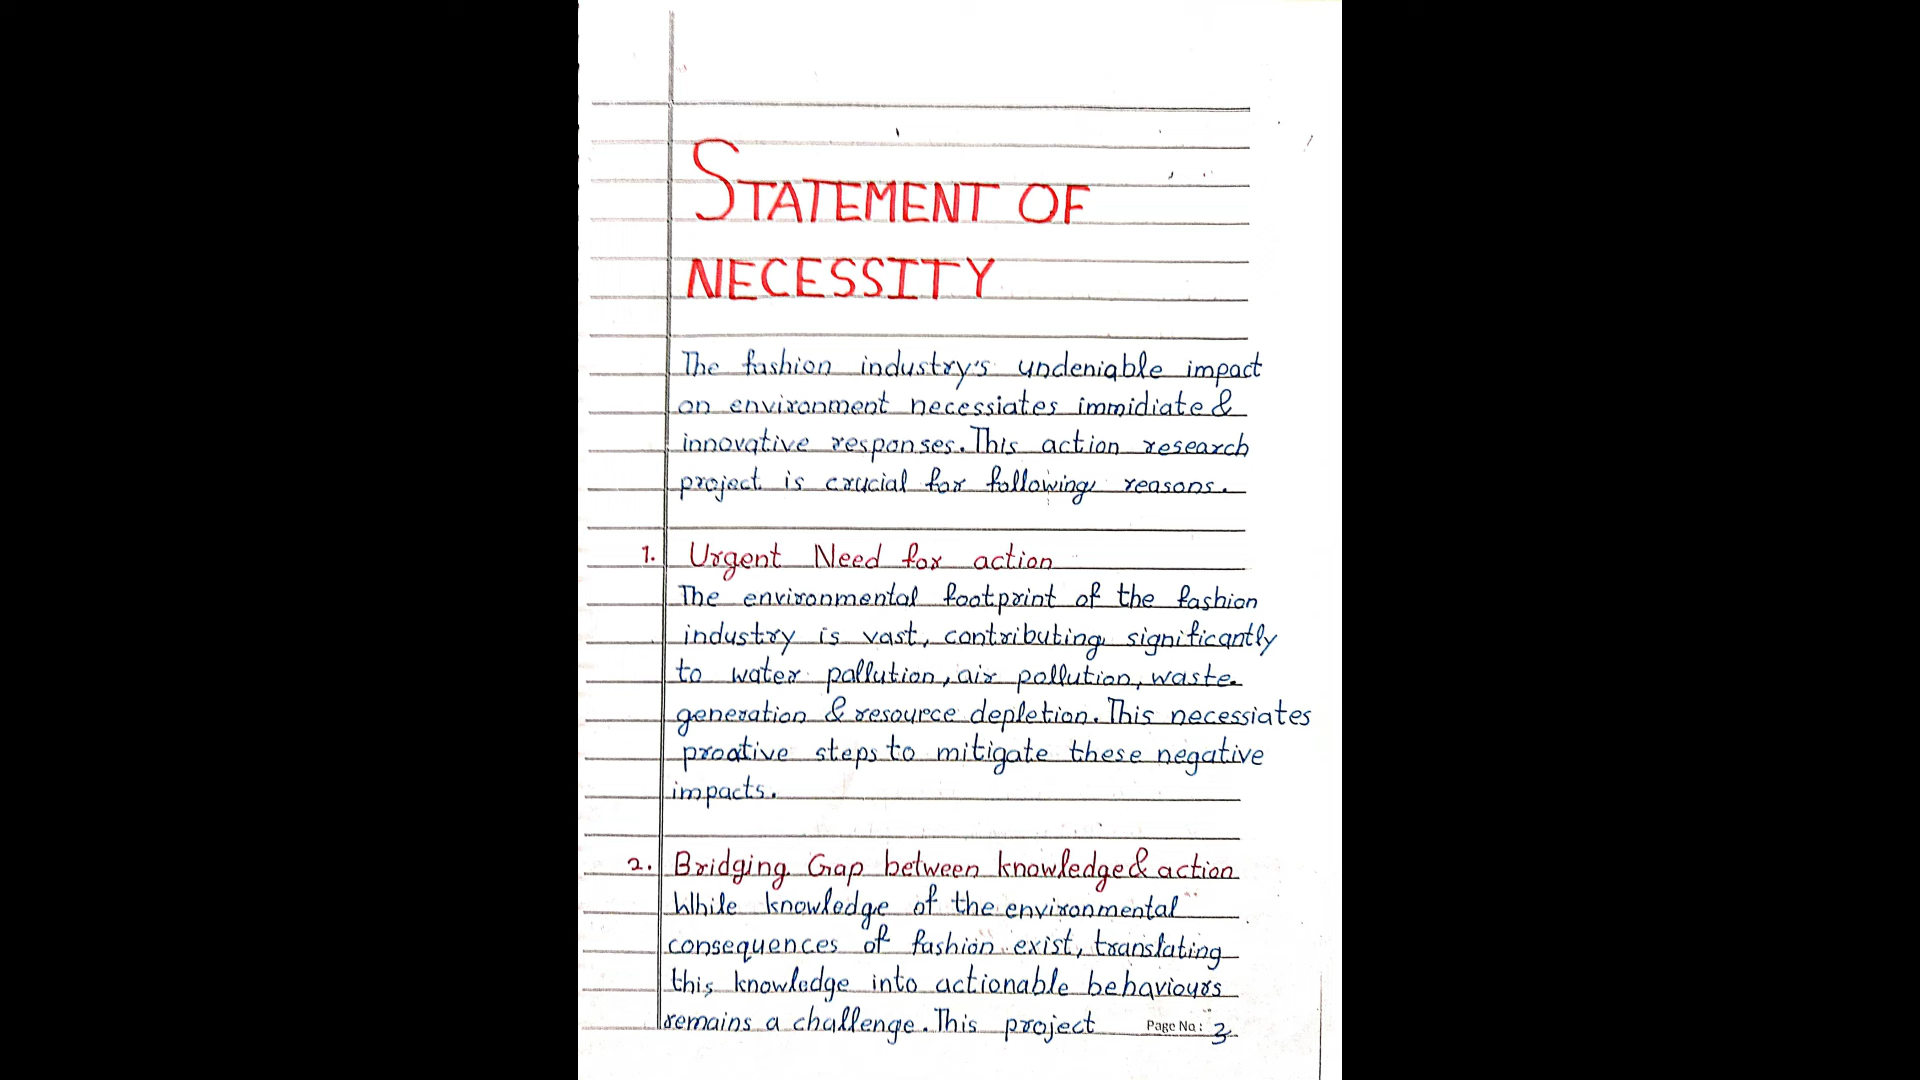 STATEMENT OF
NECESSITY
The fashion industry's undeniable impact
on environment necessiates immidiate &
innovative responses. This action research
project is crucial for following reasons.
1. Urgent Need for action
The environmental footprint of the fashion
industry is vast, contributing significantly
to water pollution, air pollution, waste
generation & resource depletion. This necessiates
proative steps to mitigate these negative
impacts.
2. Bridging Gap between knowledge & action
While knowledge of the environmental
consequences of fashion exist, translating
this knowledge into actionable behaviours
remains a challenge. This project
Page No: 3